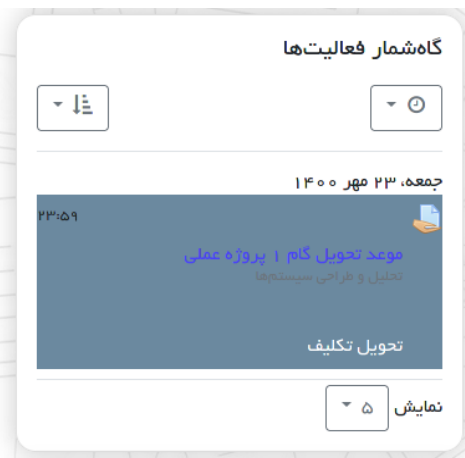 گاه‌شمار فعالیت‌ها
جمعه، ۲۳ مهر ۱۴۰۰
۲۳:۵۹
موعد تحویل گام ۱ پروژه عملی
تحلیل و طراحی سیستم‌ها
تحویل تکلیف
نمایش ۵